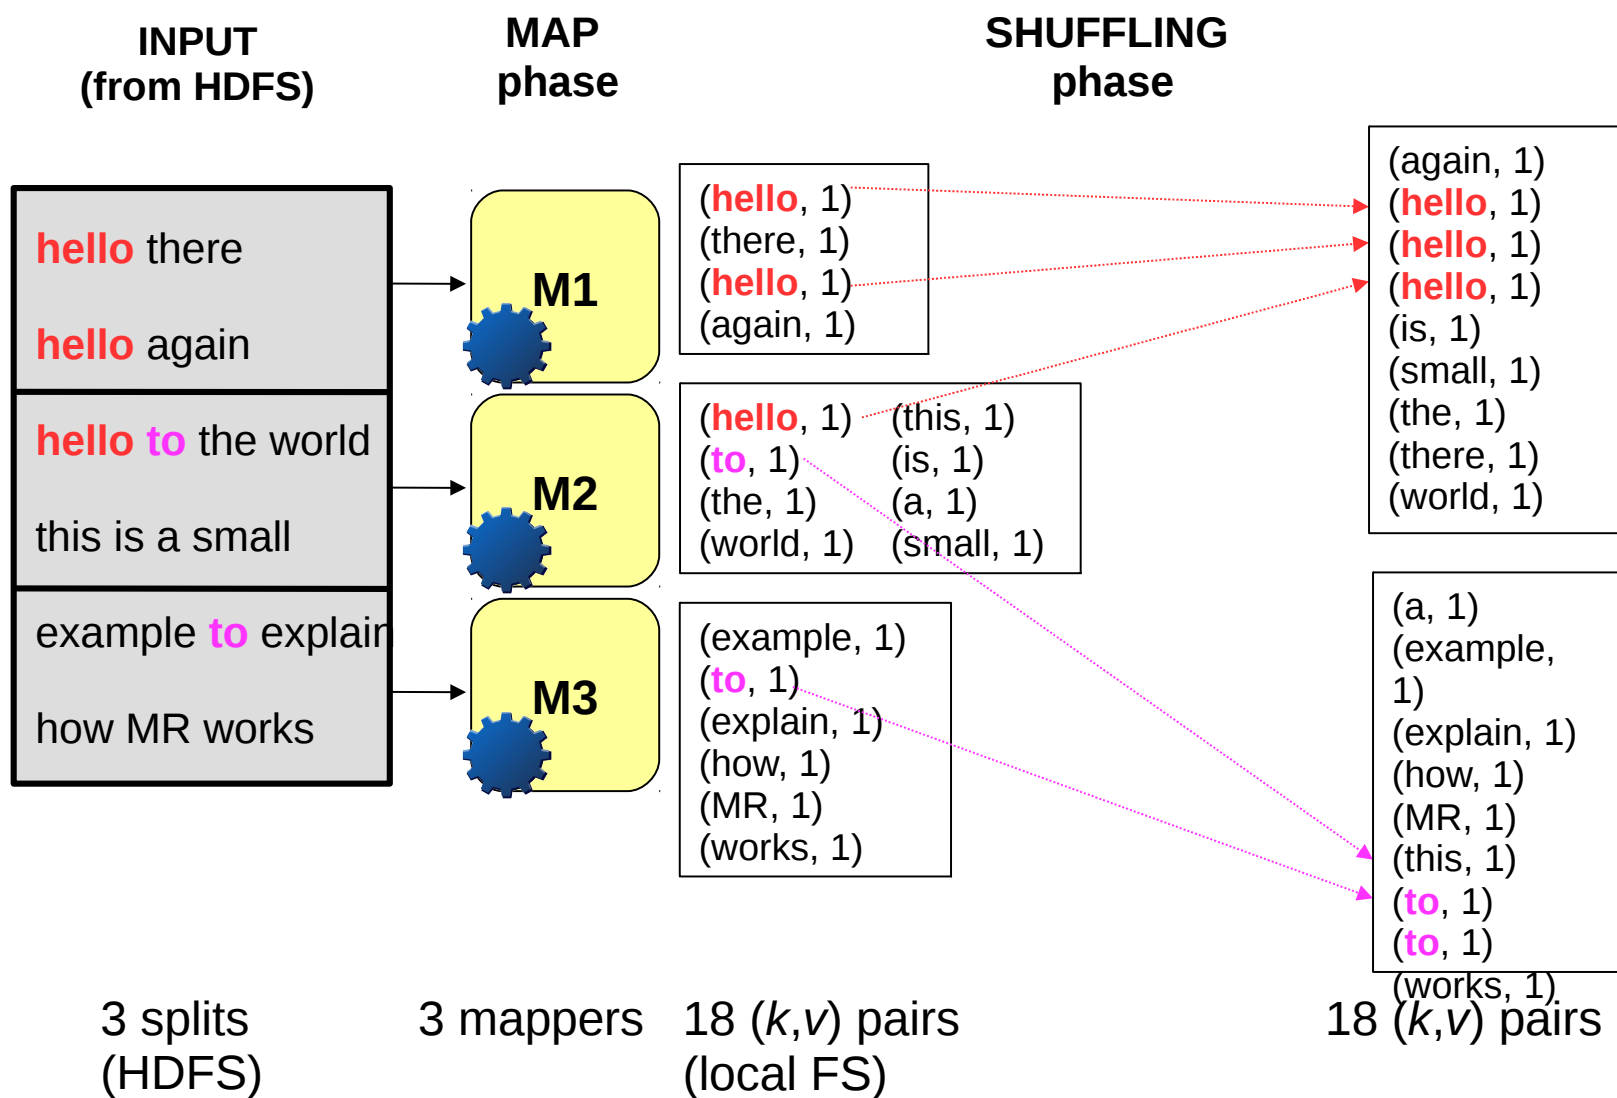 INPUT
(from HDFS)
MAP
phase
SHUFFLING
phase
hello there
hello again
hello to the world
this is a small
example to explain
how MR works
M1
M2
M3
(hello, 1)
(there, 1)
(hello, 1)
(again, 1)
(hello, 1)
(to, 1)
(the, 1)
(world, 1)
(this, 1)
(is, 1)
(a, 1)
(small, 1)
(example, 1)
(to, 1)
(explain, 1)
(how, 1)
(MR, 1)
(works, 1)
(again, 1)
(hello, 1)
(hello, 1)
(hello, 1)
(is, 1)
(small, 1)
(the, 1)
(there, 1)
(world, 1)
(a, 1)
(example,
1)
(explain, 1)
(how, 1)
(MR, 1)
(this, 1)
(to, 1)
(to, 1)
(works, 1)
3 splits
(HDFS)
3 mappers
18 (k,v) pairs
(local FS)
18 (k,v) pairs